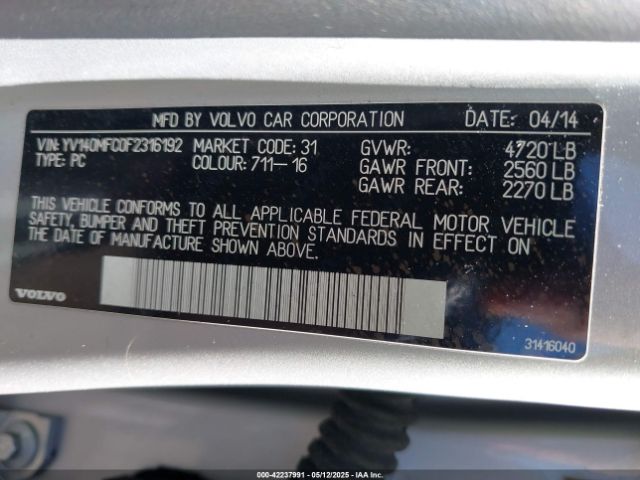 MFD BY VOLVO CAR CORPORATION DATE: 04/14
VIN: YV140MFC0F2316192 MARKET CODE: 31 GVWR: 4720 LB
TYPE: PC COLOUR: 711-16 GAWR FRONT: 2560 LB
GAWR REAR: 2270 LB
THIS VEHICLE CONFORMS TO ALL APPLICABLE FEDERAL MOTOR VEHICLE
SAFETY, BUMPER AND THEFT PREVENTION STANDARDS IN EFFECT ON
THE DATE OF MANUFACTURE SHOWN ABOVE.
VOLVO
31416040
© 2000-42237991 - 05/12/2025 - IAA, Inc.